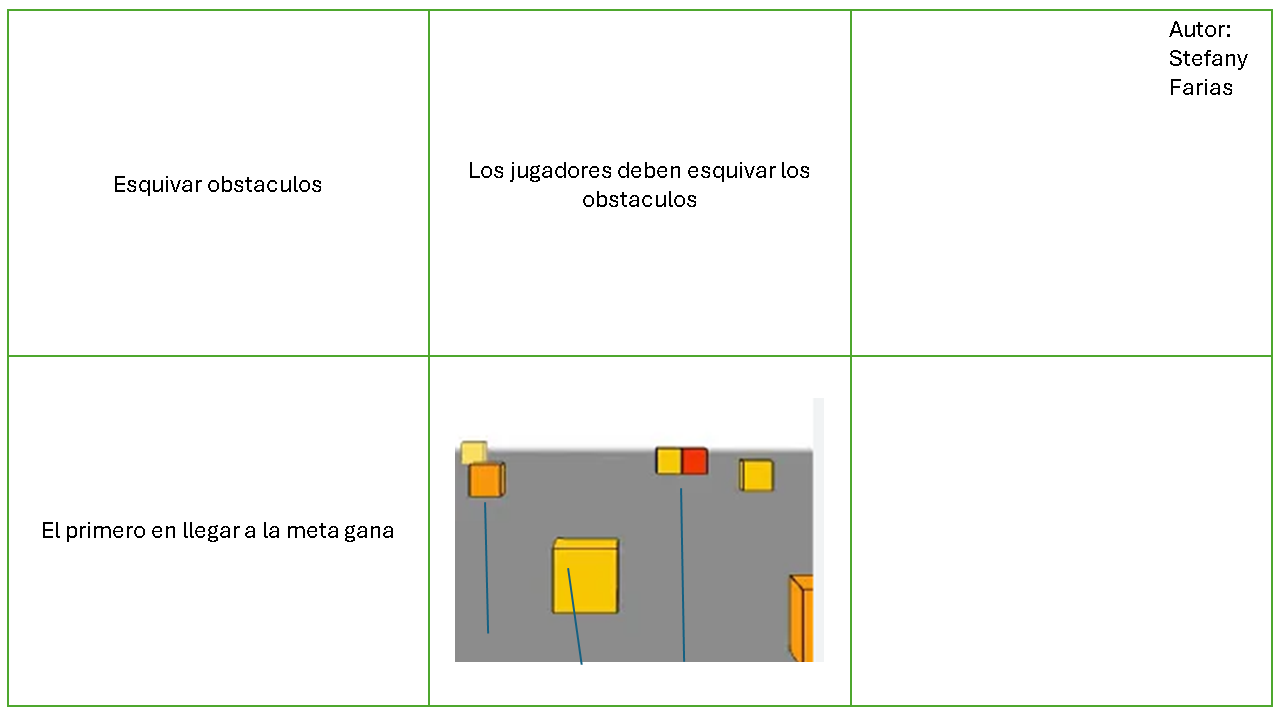 Esquivar obstaculos
Los jugadores deben esquivar los
obstaculos
Autor:
Stefany
Farias
El primero en llegar a la meta gana